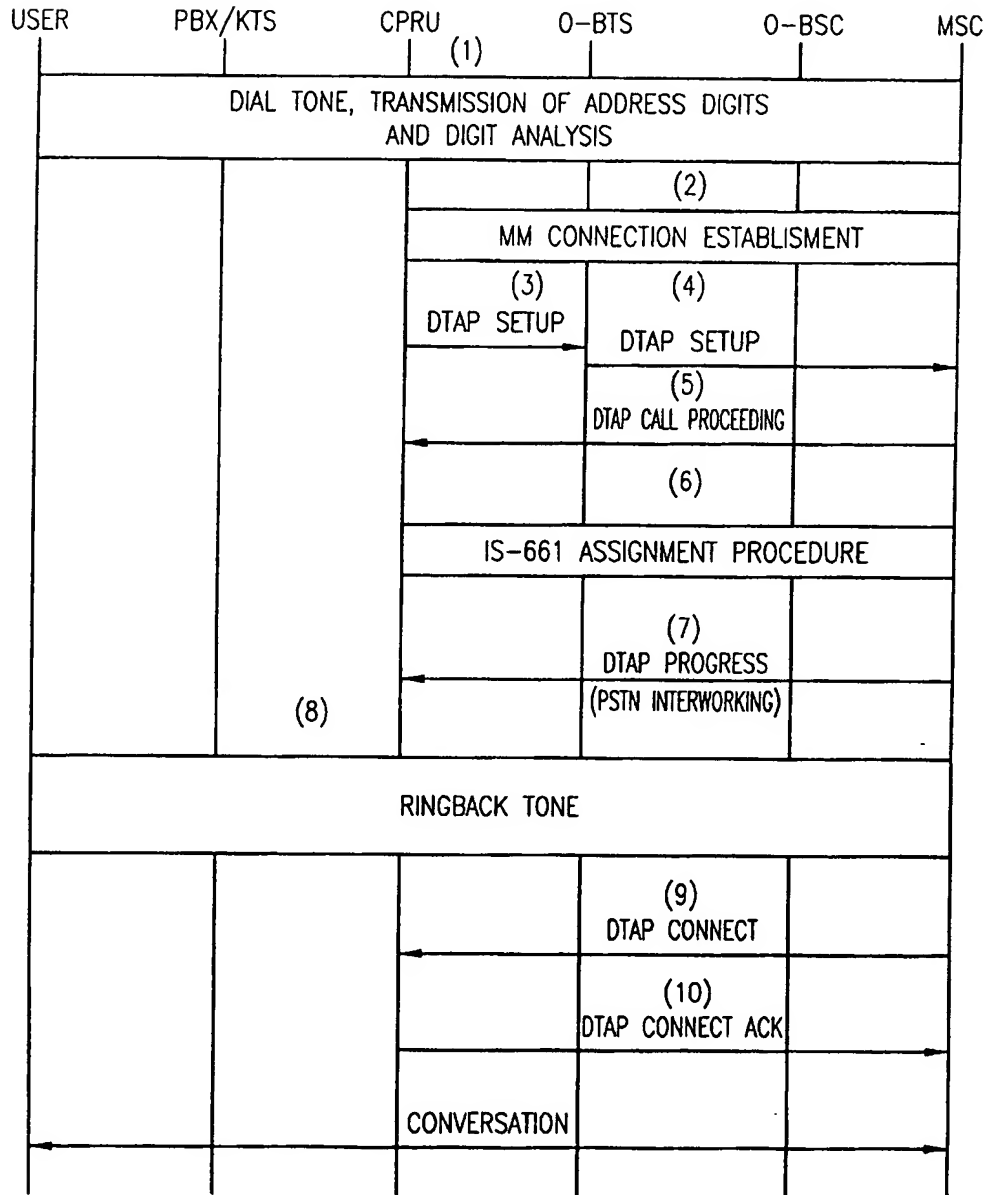 USER PBX/KTS CPRU O-BTS O-BSC MSC
(1)
DIAL TONE, TRANSMISSION OF ADDRESS DIGITS
AND DIGIT ANALYSIS
(2)
MM CONNECTION ESTABLISMENT
(3) (4)
DTAP SETUP
DTAP SETUP
(5)
DTAP CALL PROCEEDING
(6)
IS-661 ASSIGNMENT PROCEDURE
(7)
DTAP PROGRESS
(PSTN INTERWORKING)
(8)
RINGBACK TONE
(9)
DTAP CONNECT
(10)
DTAP CONNECT ACK
CONVERSATION